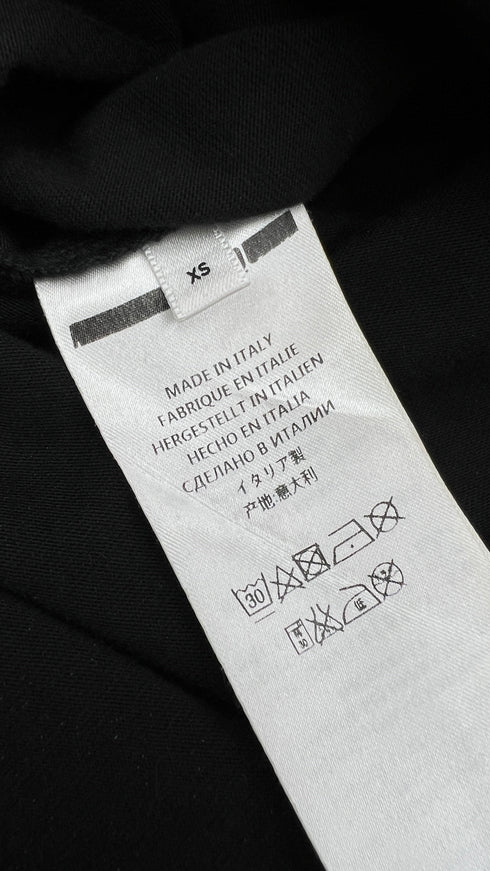 XS
MADE IN ITALY
FABRIQUE EN ITALIE
HERGESTELLT IN ITALIEN
HECHO EN ITALIA
СДЕЛАНО В ИТАЛИИ
イタリア製
产地:意大利
30
30